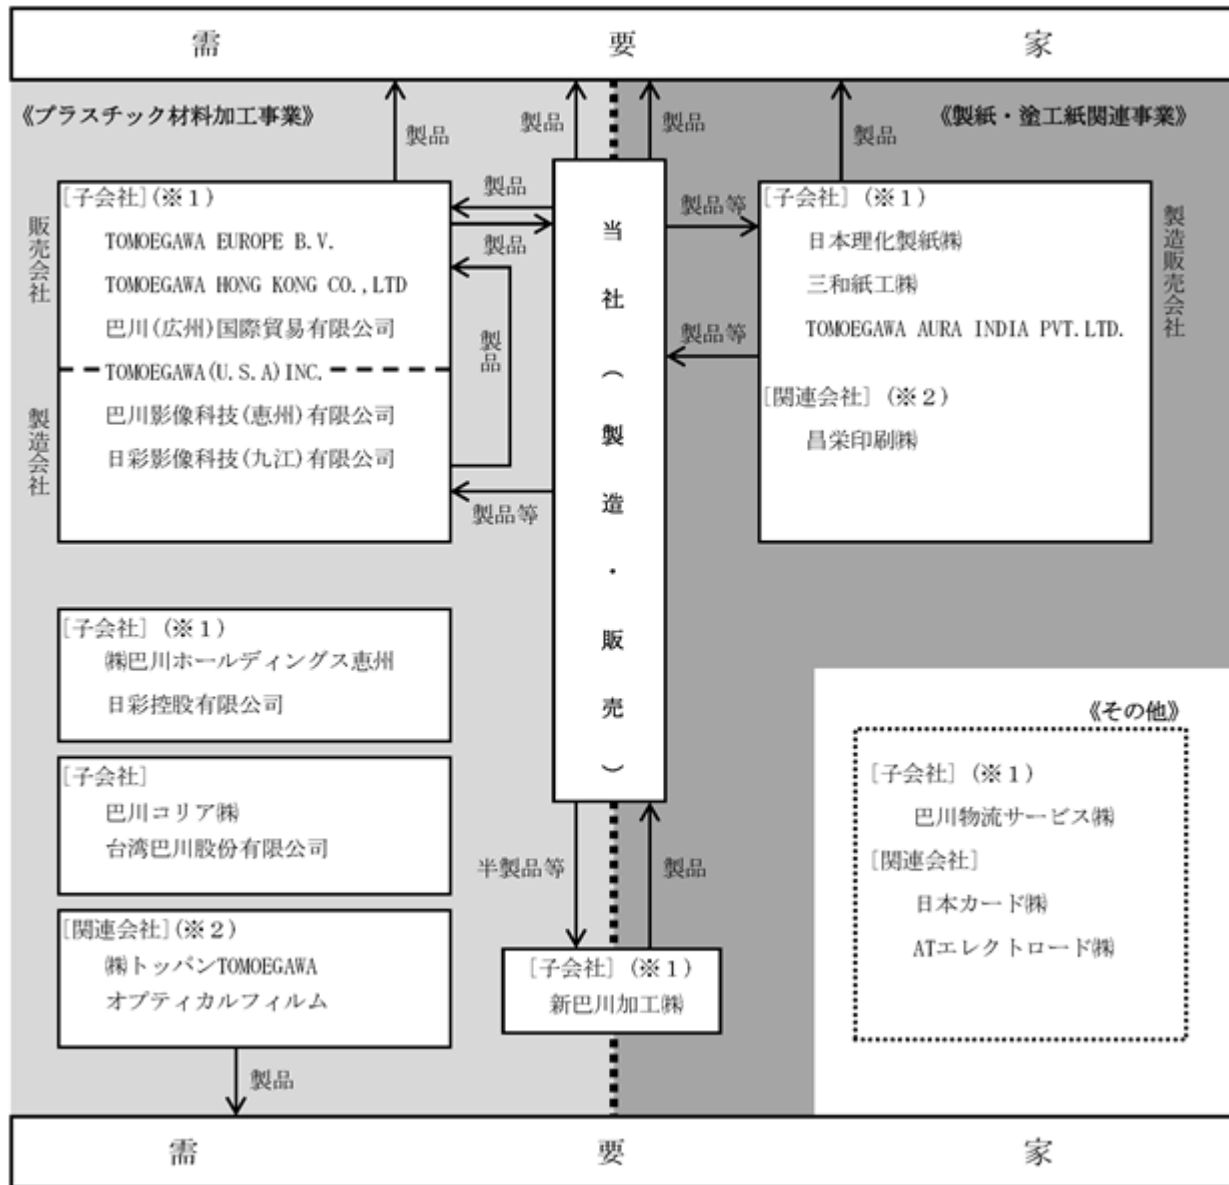 需 要 家
《プラスチック材料加工事業》
《製紙・塗工紙関連事業》
製品
製品
製品
製品
販売会社
製造会社
[子会社](※1)
TOMOEGAWA EUROPE B.V.
TOMOEGAWA HONG KONG CO.,LTD
巴川(広州)国際貿易有限公司
TOMOEGAWA(U.S.A)INC.
巴川影像科技(恵州)有限公司
日彩影像科技(九江)有限公司
製品
製品
製品
製品等
当社(製造・販売)
製品等
製品等
[子会社](※1)
日本理化製紙㈱
三和紙工㈱
TOMOEGAWA AURA INDIA PVT.LTD.
[関連会社](※2)
昌栄印刷㈱
製造販売会社
[子会社](※1)
㈱巴川ホールディングス恵州
日彩控股有限公司
[子会社]
巴川コリア㈱
台湾巴川股份有限公司
[関連会社](※2)
㈱トッパンTOMOEGAWA
オプティカルフィルム
製品
半製品等
製品
[子会社](※1)
新巴川加工㈱
《その他》
[子会社](※1)
巴川物流サービス㈱
[関連会社]
日本カード㈱
ATエレクトロード㈱
需 要 家